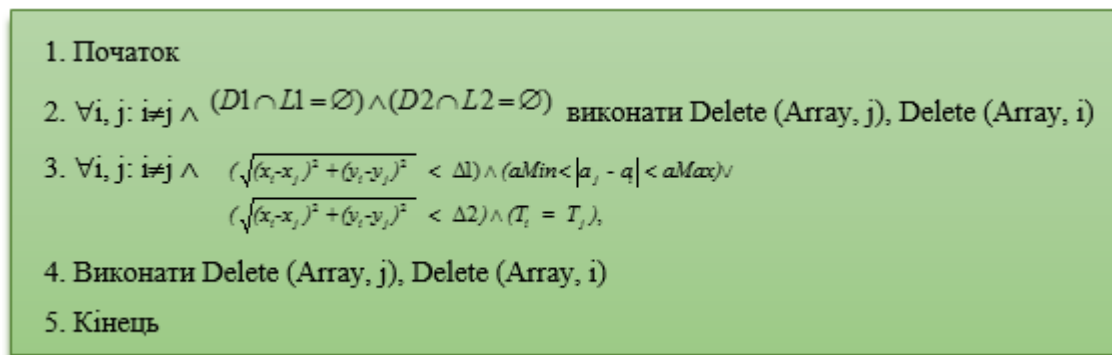 1. Початок
2. ∀i, j: i≠j ∧ (D1∩L1=∅)∧(D2∩L2=∅) виконати Delete (Array, j), Delete (Array, i)
3. ∀i, j: i≠j ∧ (√((xᵢ-xⱼ)² +(yᵢ-yⱼ)²) < Δ1)∧(aMin<|aⱼ - aᵢ|<aMax)∨
(√((xᵢ-xⱼ)² +(yᵢ-yⱼ)²) < Δ2)∧(Tᵢ = Tⱼ),
4. Виконати Delete (Array, j), Delete (Array, i)
5. Кінець